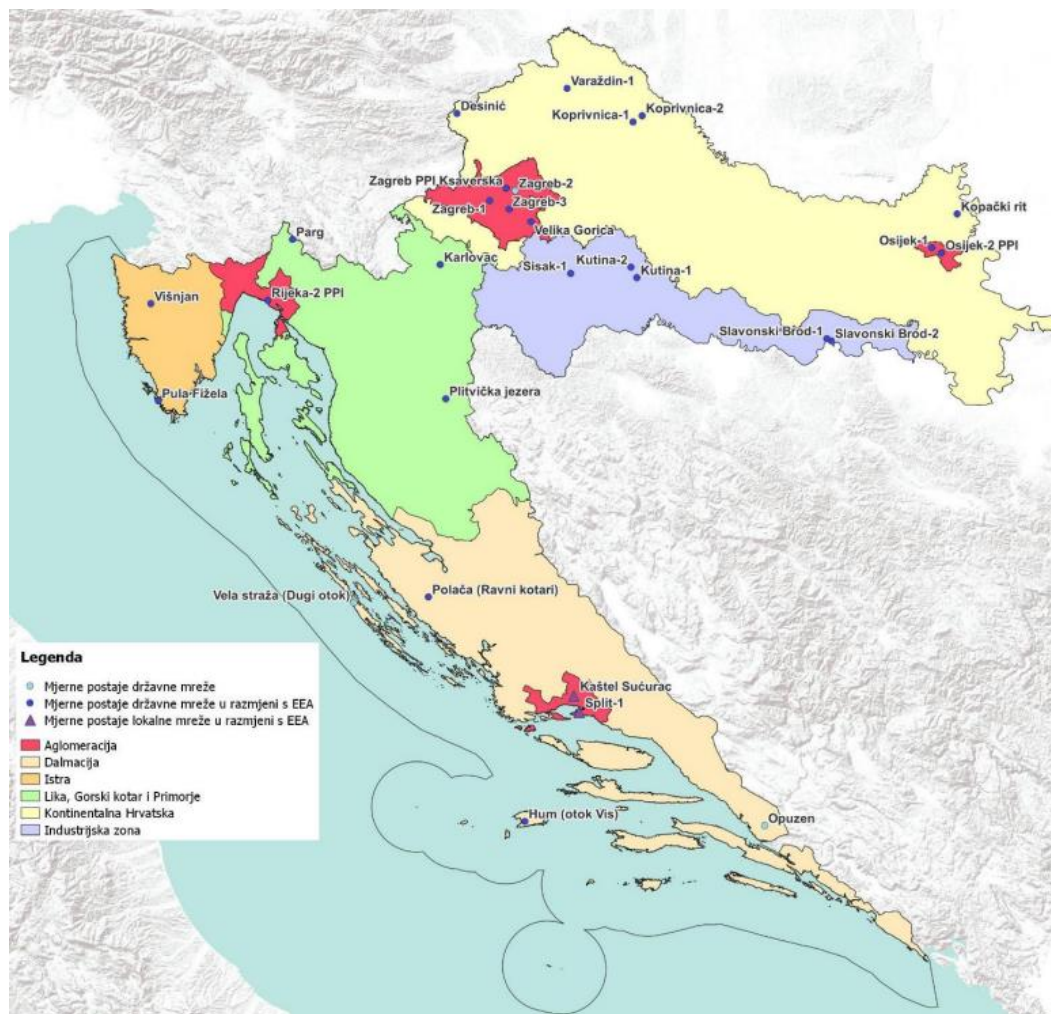 Varaždin-1
Desinić
Koprivnica-2
Koprivnica-1
Zagreb PPI Ksaverska
Zagreb-2
Zagreb-1
Zagreb-3
Kopački rit
Velika Gorica
Osijek-1
Osijek-2 PPI
Parg
Karlovac
Sisak-1
Kutina-2
Kutina-1
Rijeka-2 PPI
Višnjan
Slavonski Brod-1
Slavonski Brod-2
Pula Fižela
Plitvička jezera
Polača (Ravni kotari)
Vela straža (Dugi otok)
Kaštel Sućurac
Split-1
Hum (otok Vis)
Opuzen
Legenda
Mjerne postaje državne mreže
Mjerne postaje državne mreže u razmjeni s EEA
Mjerne postaje lokalne mreže u razmjeni s EEA
Aglomeracija
Dalmacija
Istra
Lika, Gorski kotar i Primorje
Kontinentalna Hrvatska
Industrijska zona